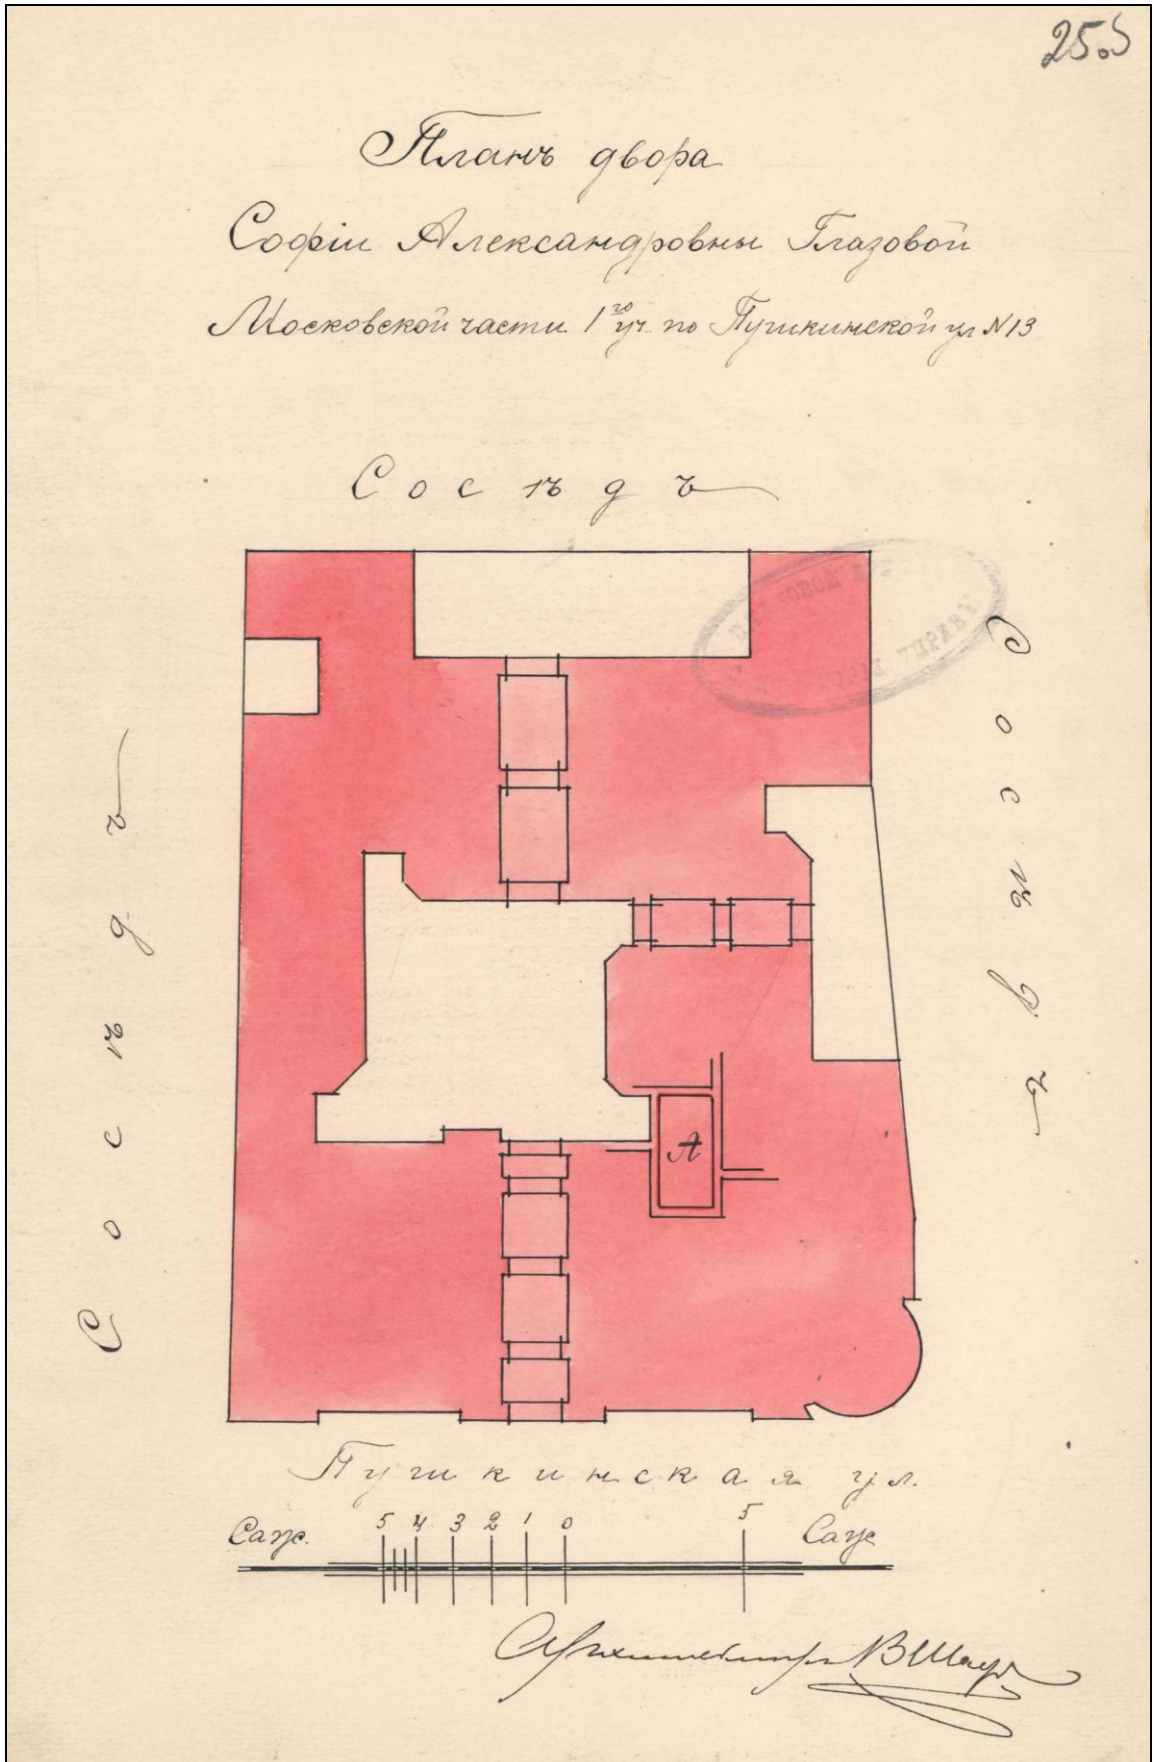 25
Планъ двора
Софіи Александровны Глазовой
Московской части 1го уч. по Пушкинской ул N 13
Сосѣдъ
Сосѣдъ
Сосѣдъ
А
Пушкинская ул.
Саж. 5 4 3 2 1 0 5 Саж
Архитекторъ В Шаубъ